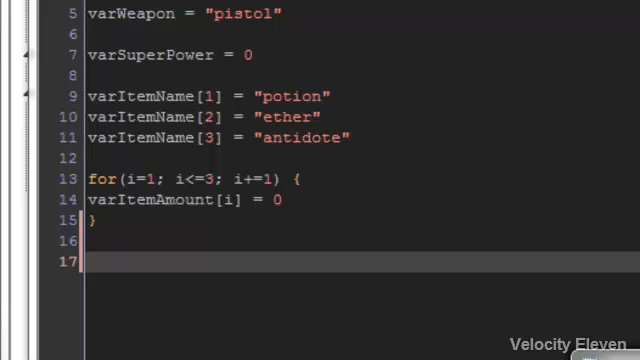 5 varWeapon = "pistol"
6
7 varSuperPower = 0
8
9 varItemName[1] = "potion"
10 varItemName[2] = "ether"
11 varItemName[3] = "antidote"
12
13 for(i=1; i<=3; i+=1) {
14 varItemAmount[i] = 0
15 }
16
17
Velocity Eleven